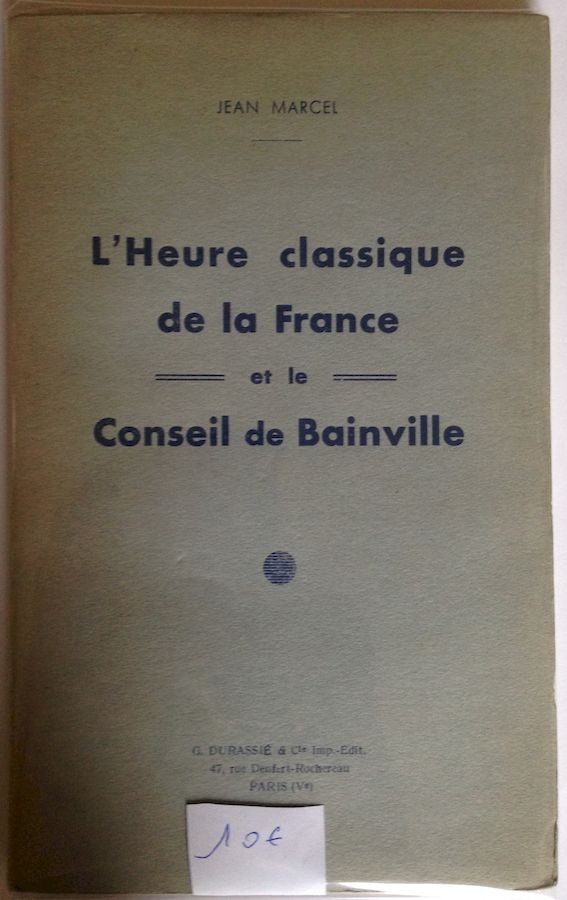 JEAN MARCEL
L'Heure classique
de la France
et le
Conseil de Bainville
G. DURASSIÉ & Cie Imp.-Edit.
47, rue Denfert-Rochereau
PARIS (Ve)
10€